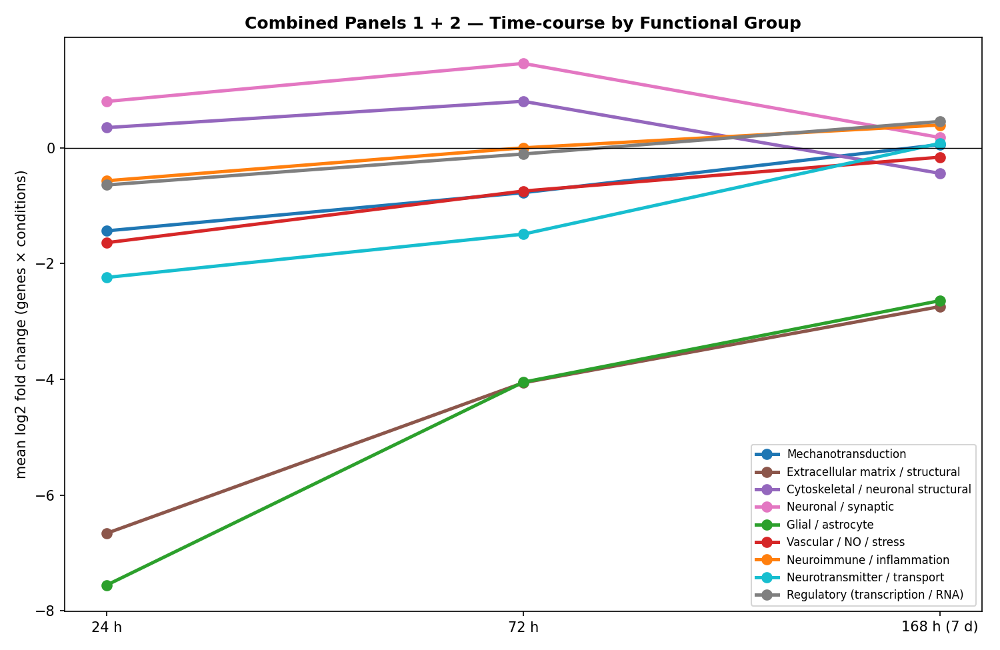 Combined Panels 1 + 2 — Time-course by Functional Group
mean log2 fold change (genes × conditions)
0
−2
−4
−6
−8
24 h
72 h
168 h (7 d)
Mechanotransduction
Extracellular matrix / structural
Cytoskeletal / neuronal structural
Neuronal / synaptic
Glial / astrocyte
Vascular / NO / stress
Neuroimmune / inflammation
Neurotransmitter / transport
Regulatory (transcription / RNA)